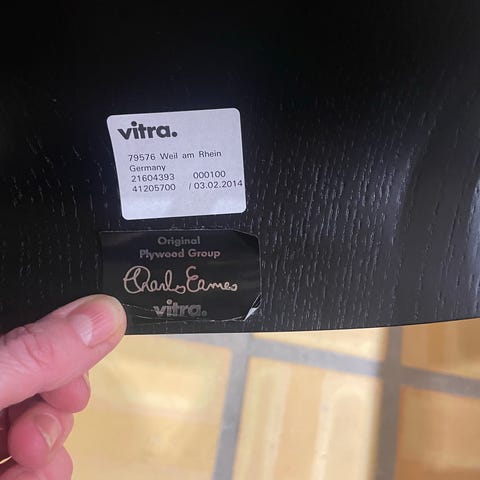 vitra.
79576 Weil am Rhein
Germany
21604393 000100
41205700 / 03.02.2014
Original
Plywood Group
Charles Eames
vitra.